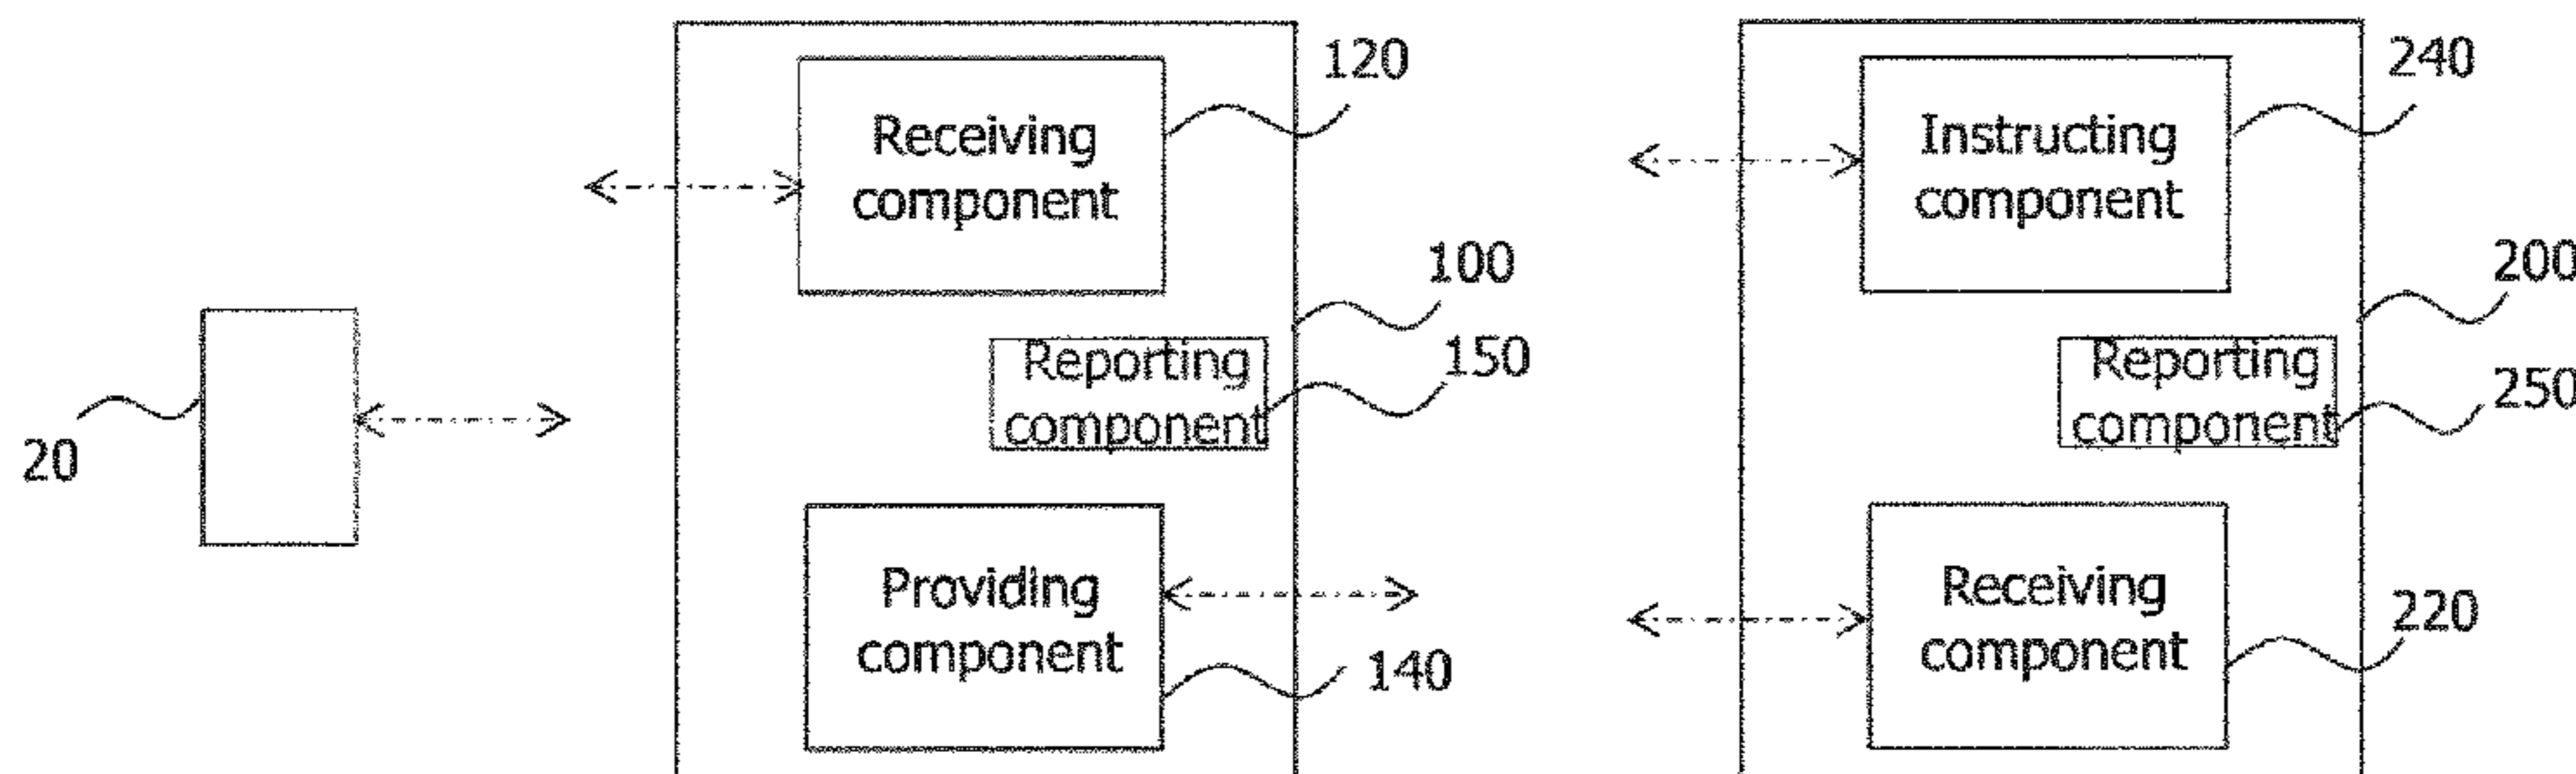 20
Receiving
component
120
100
Reporting
component
150
Providing
component
140
Instructing
component
240
200
Reporting
component
250
Receiving
component
220